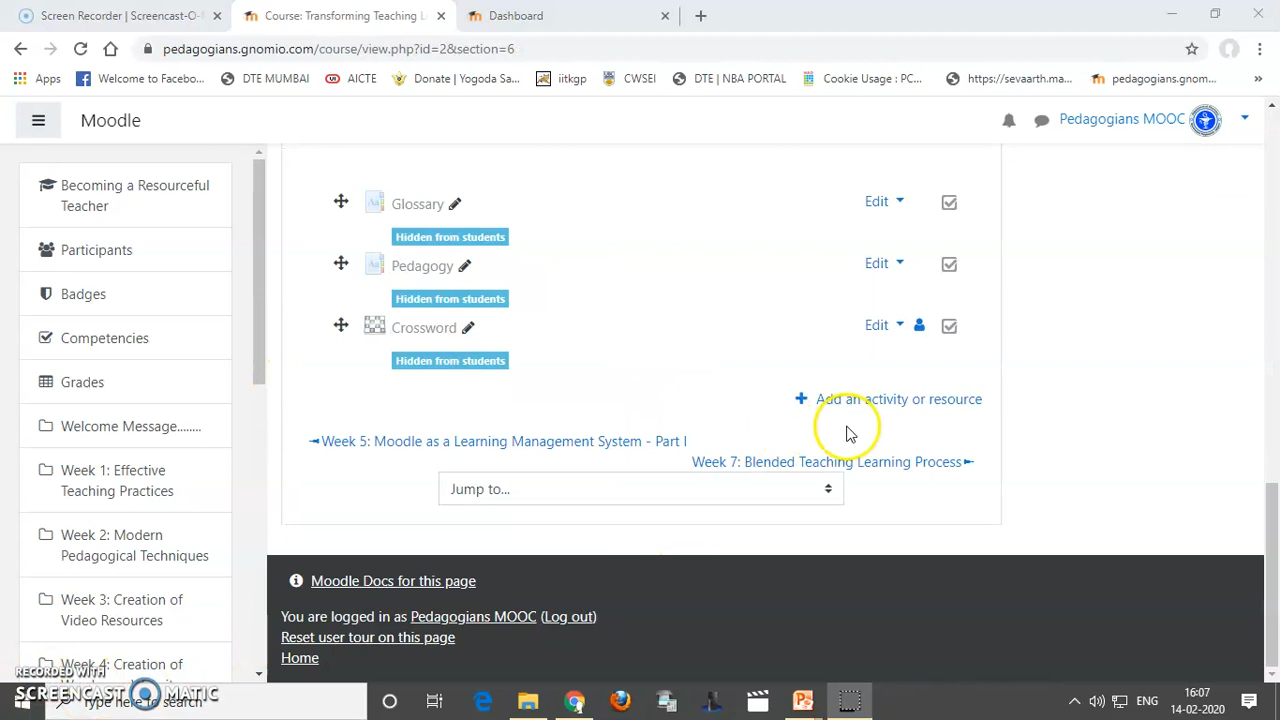 Screen Recorder | Screencast-O-
Course: Transforming Teaching L
Dashboard
pedagogians.gnomio.com/course/view.php?id=2&section=6
Apps
Welcome to Facebo...
DTE MUMBAI
AICTE
Donate | Yogoda Sa...
iitkgp
CWSEI
DTE | NBA PORTAL
Cookie Usage : PC...
https://sevaarth.ma...
pedagogians.gnom...
»
Moodle
Pedagogians MOOC
Becoming a Resourceful
Teacher
Participants
Badges
Competencies
Grades
Welcome Message........
Week 1: Effective
Teaching Practices
Week 2: Modern
Pedagogical Techniques
Week 3: Creation of
Video Resources
Week 4: Creation of
Glossary
Edit
Hidden from students
Pedagogy
Edit
Hidden from students
Crossword
Edit
Hidden from students
Add an activity or resource
Week 5: Moodle as a Learning Management System - Part I
Week 7: Blended Teaching Learning Process
Jump to...
Moodle Docs for this page
You are logged in as Pedagogians MOOC (Log out)
Reset user tour on this page
Home
RECORDED WITH
SCREENCAST MATIC
Type here to search
ENG
16:07
14-02-2020